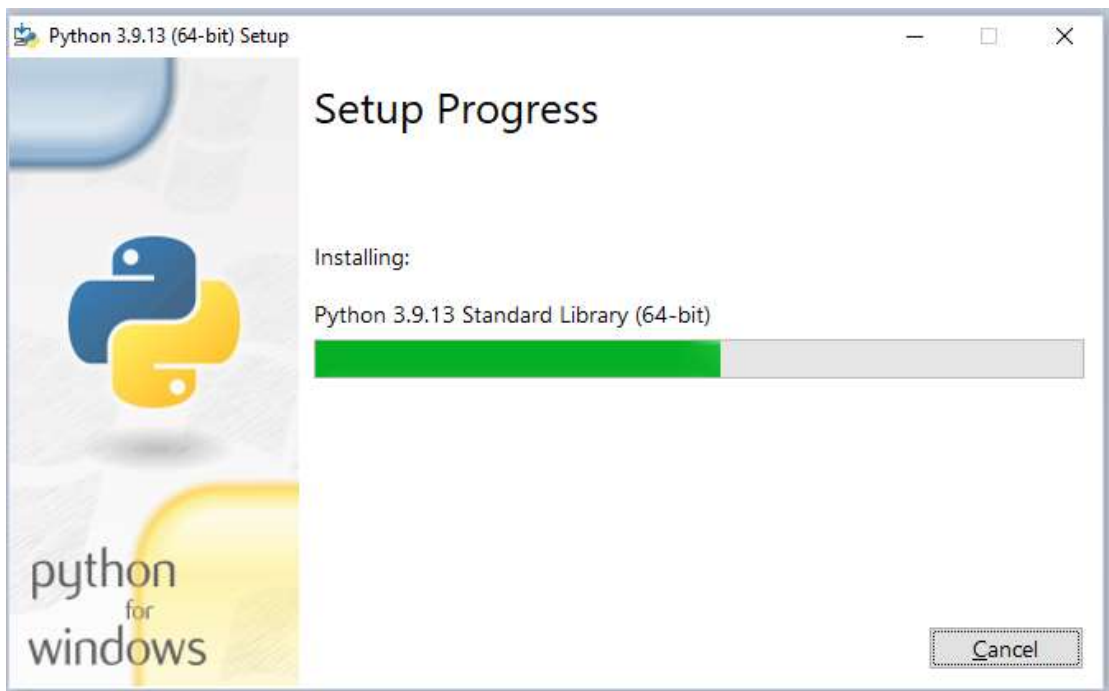 Python 3.9.13 (64-bit) Setup
Setup Progress
Installing:
Python 3.9.13 Standard Library (64-bit)
python
for
windows
Cancel